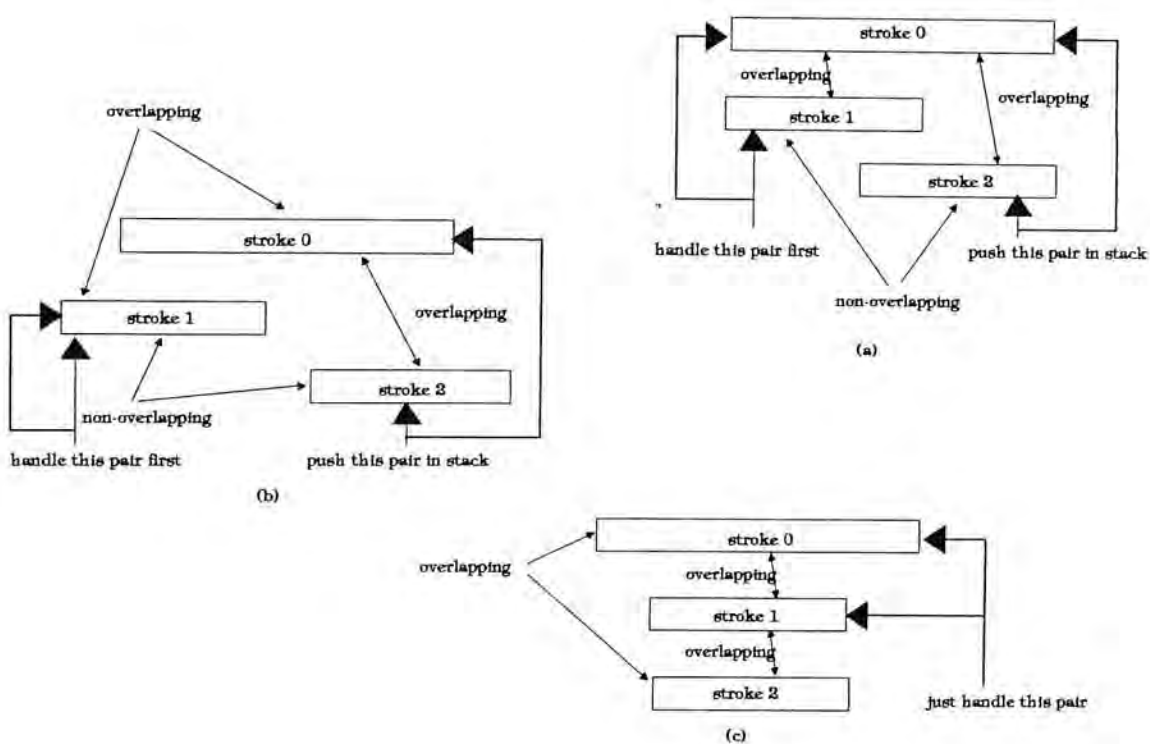 stroke 0
overlapping
overlapping
stroke 1
stroke 2
handle this pair first
push this pair in stack
non-overlapping
(a)
overlapping
stroke 0
stroke 1
overlapping
stroke 2
non-overlapping
handle this pair first
push this pair in stack
(b)
stroke 0
overlapping
overlapping
stroke 1
overlapping
stroke 2
just handle this pair
(c)